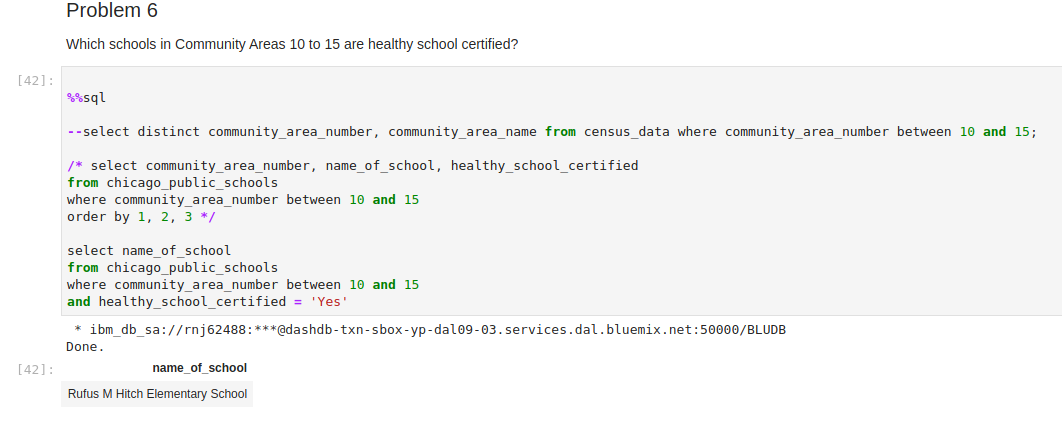 Problem 6
Which schools in Community Areas 10 to 15 are healthy school certified?
[42]:
%%sql
--select distinct community_area_number, community_area_name from census_data where community_area_number between 10 and 15;
/* select community_area_number, name_of_school, healthy_school_certified
from chicago_public_schools
where community_area_number between 10 and 15
order by 1, 2, 3 */
select name_of_school
from chicago_public_schools
where community_area_number between 10 and 15
and healthy_school_certified = 'Yes'
* ibm_db_sa://rnj62488:***@dashdb-txn-sbox-yp-dal09-03.services.dal.bluemix.net:50000/BLUDB
Done.
[42]:
name_of_school
Rufus M Hitch Elementary School